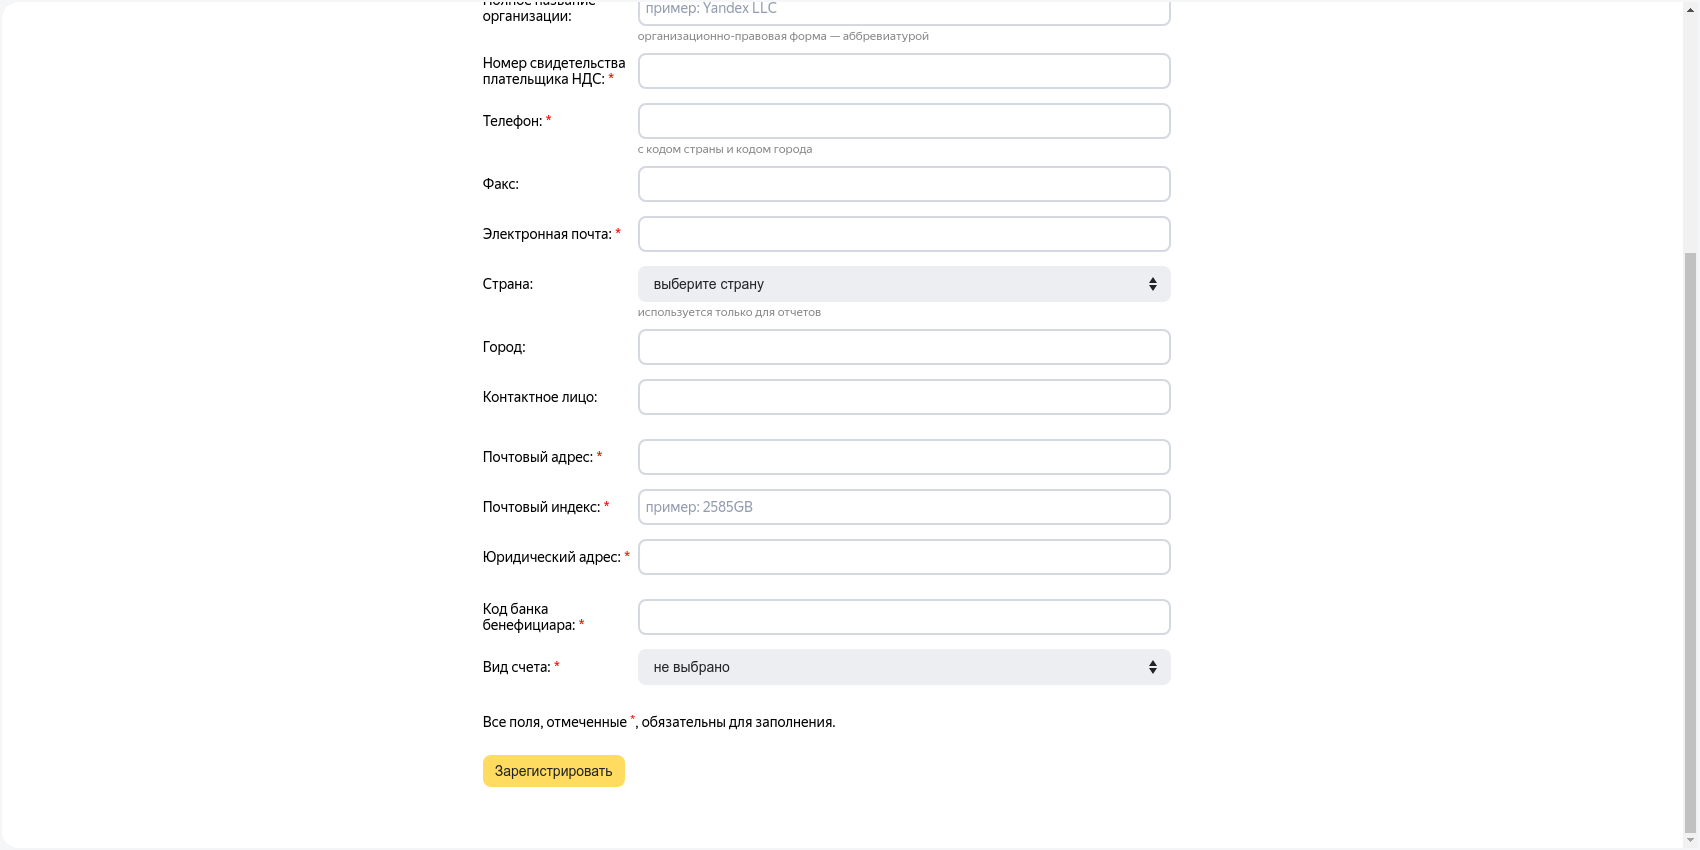 Полное название
организации:
пример: Yandex LLC
организационно-правовая форма — аббревиатурой
Номер свидетельства
плательщика НДС: *
Телефон: *
с кодом страны и кодом города
Факс:
Электронная почта: *
Страна:
выберите страну
используется только для отчетов
Город:
Контактное лицо:
Почтовый адрес: *
Почтовый индекс: *
пример: 2585GB
Юридический адрес: *
Код банка
бенефициара: *
Вид счета: *
не выбрано
Все поля, отмеченные *, обязательны для заполнения.
Зарегистрировать